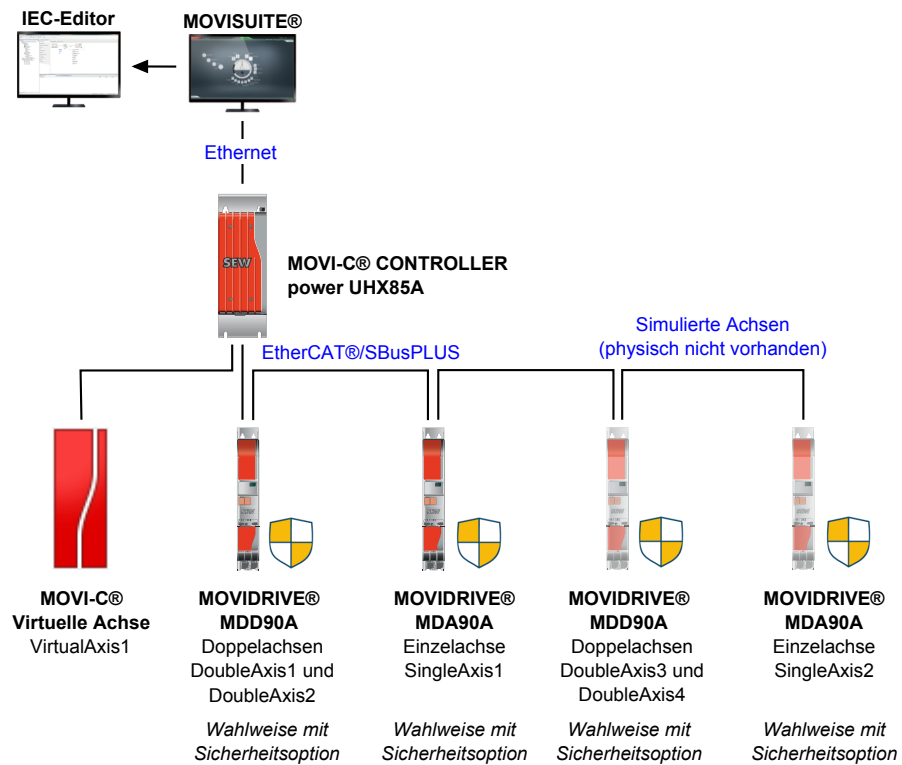 IEC-Editor
MOVISUITE®
Ethernet
SEW
MOVI-C® CONTROLLER
power UHX85A
EtherCAT®/SBusPLUS
Simulierte Achsen
(physisch nicht vorhanden)
MOVI-C®
Virtuelle Achse
VirtualAxis1
MOVIDRIVE®
MDD90A
Doppelachsen
DoubleAxis1 und
DoubleAxis2
Wahlweise mit
Sicherheitsoption
MOVIDRIVE®
MDA90A
Einzelachse
SingleAxis1
Wahlweise mit
Sicherheitsoption
MOVIDRIVE®
MDD90A
Doppelachsen
DoubleAxis3 und
DoubleAxis4
Wahlweise mit
Sicherheitsoption
MOVIDRIVE®
MDA90A
Einzelachse
SingleAxis2
Wahlweise mit
Sicherheitsoption